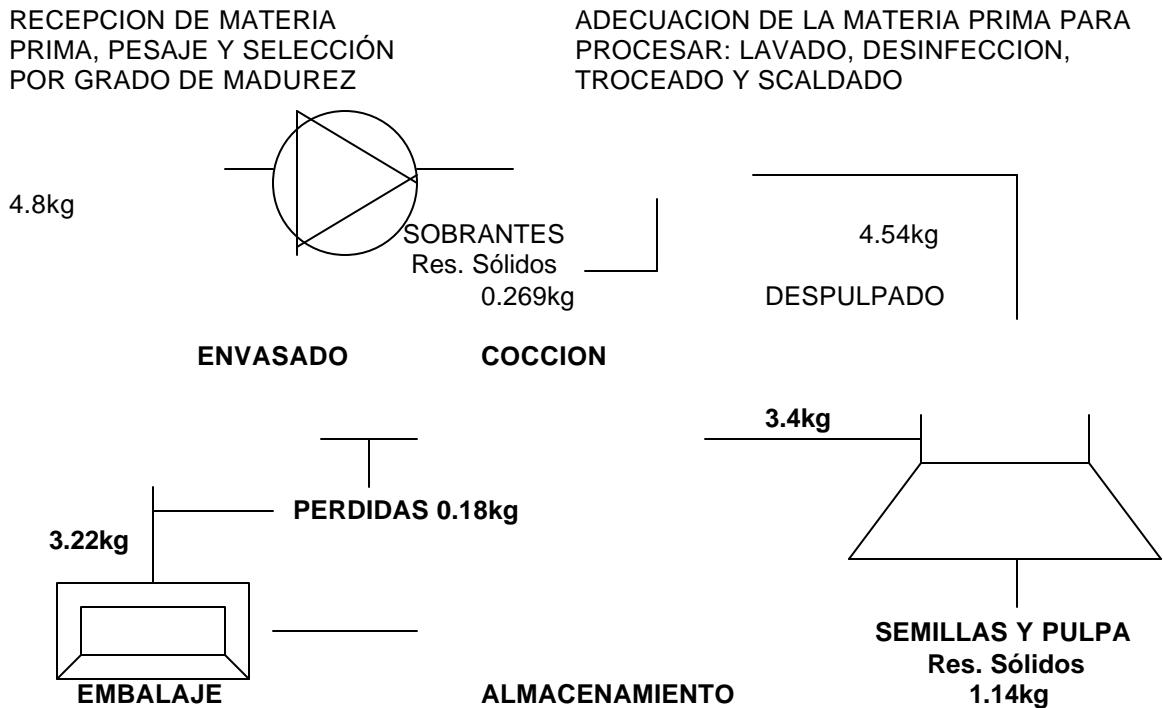 RECEPCION DE MATERIA
PRIMA, PESAJE Y SELECCIÓN
POR GRADO DE MADUREZ
ADECUACION DE LA MATERIA PRIMA PARA
PROCESAR: LAVADO, DESINFECCION,
TROCEADO Y SCALDADO
4.8kg
SOBRANTES
Res. Sólidos
0.269kg
4.54kg
DESPULPADO
ENVASADO
COCCION
3.4kg
PERDIDAS 0.18kg
3.22kg
SEMILLAS Y PULPA
Res. Sólidos
1.14kg
EMBALAJE
ALMACENAMIENTO